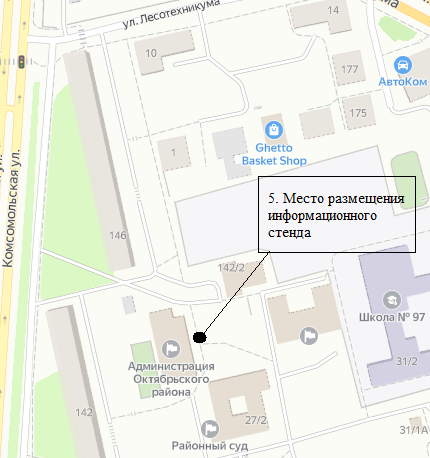 ул. Лесотехникума
14
10
177
АвтоКом
175
Ghetto
Basket Shop
1
Комсомольская ул.
5. Место размещения
информационного
стенда
146
142/2
Школа № 97
Администрация
Октябрьского
района
31/2
142
27/2
Районный суд
31/1А